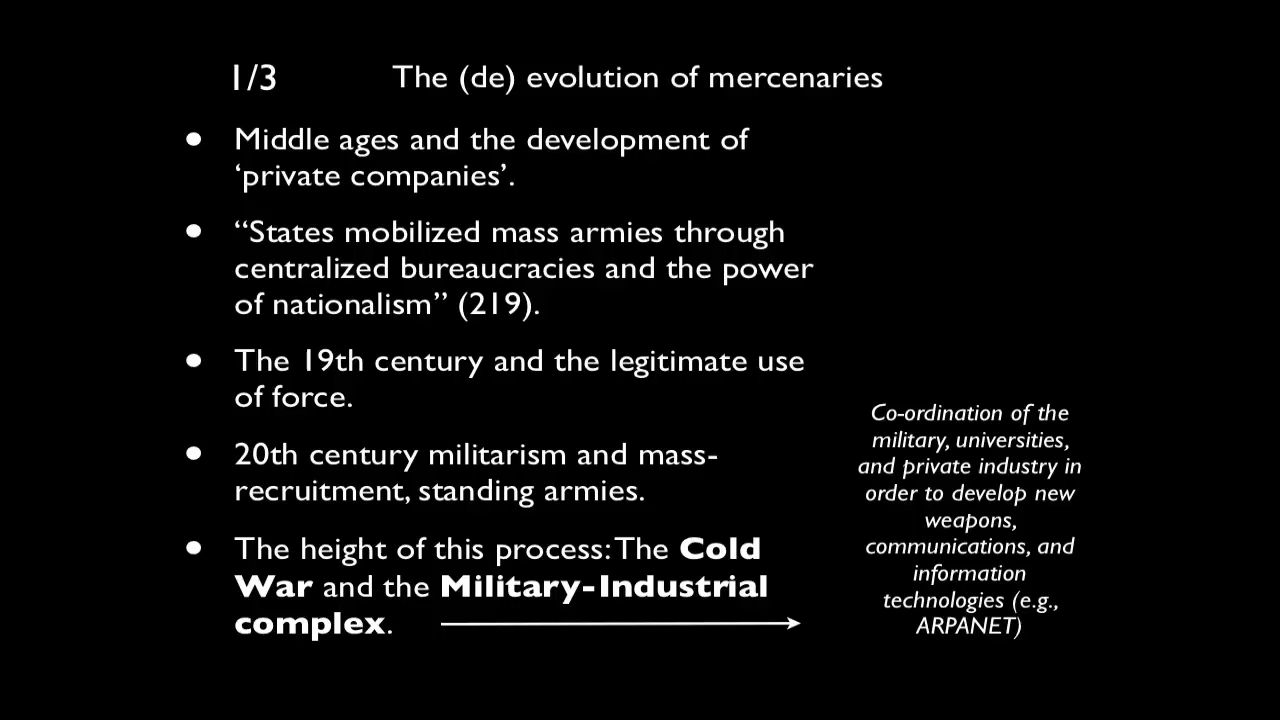 1/3 The (de) evolution of mercenaries
• Middle ages and the development of
‘private companies’.
• “States mobilized mass armies through
centralized bureaucracies and the power
of nationalism” (219).
• The 19th century and the legitimate use
of force.
• 20th century militarism and mass-
recruitment, standing armies.
• The height of this process: The Cold
War and the Military-Industrial
complex.
Co-ordination of the
military, universities,
and private industry in
order to develop new
weapons,
communications, and
information
technologies (e.g.,
ARPANET)